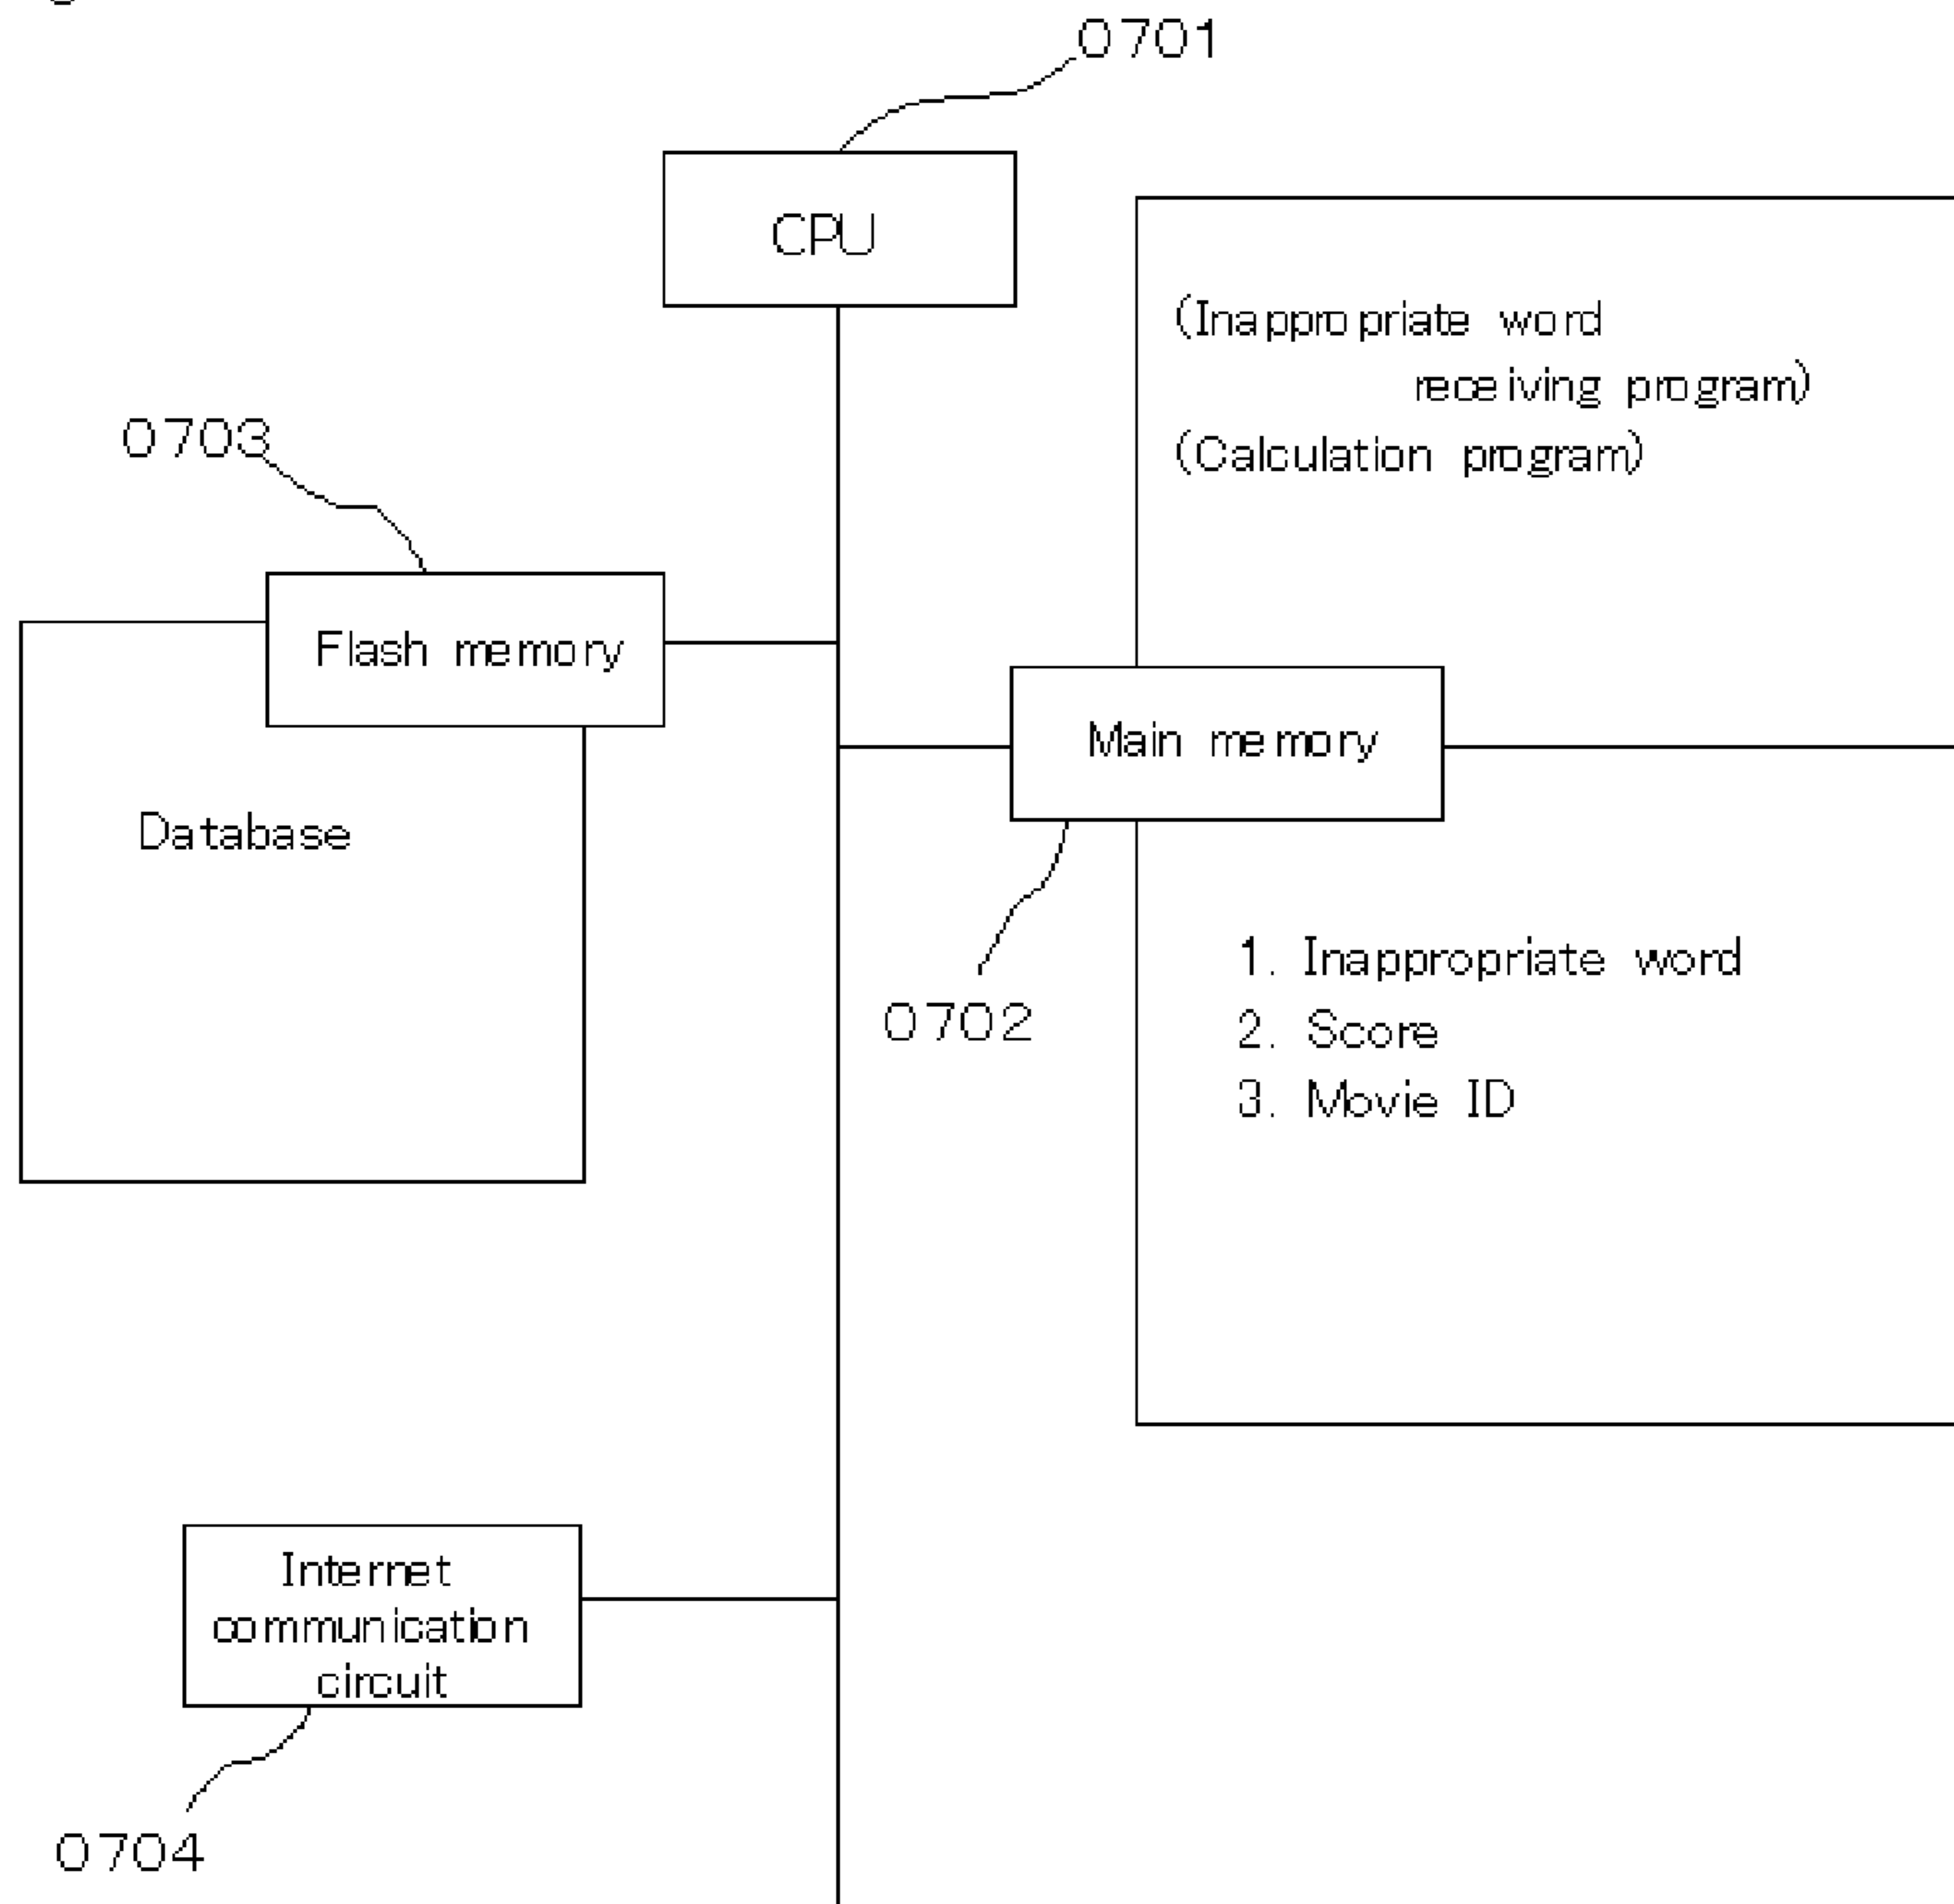 0701
CPU
(Inappropriate word
receiving program)
(Calculation program)
0703
Flash memory
Main memory
Database
0702
1. Inappropriate word
2. Score
3. Movie ID
Internet
communication
circuit
0704